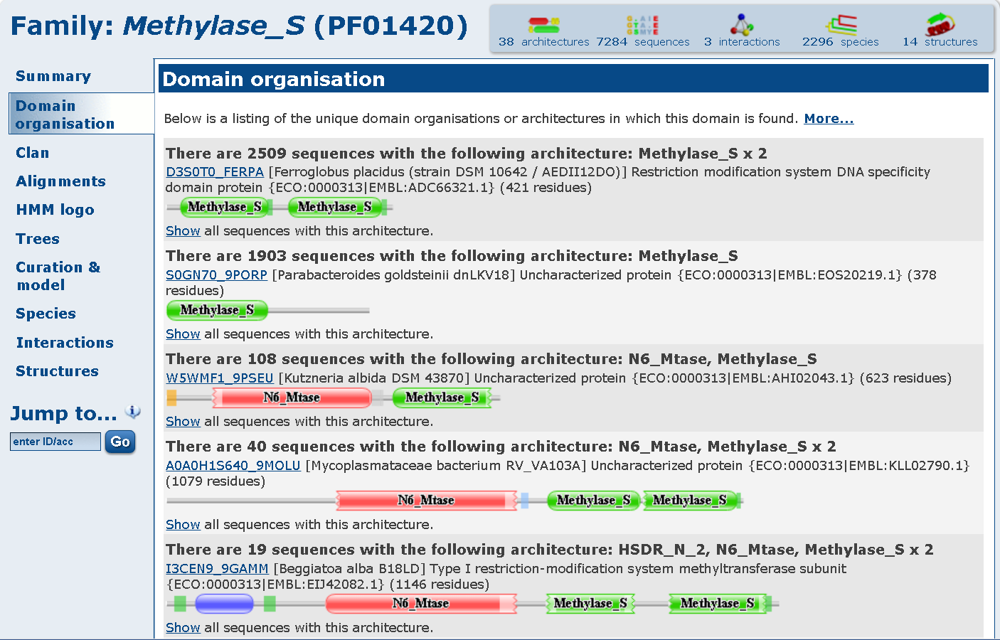 Family: Methylase_S (PF01420)
38 architectures 7284 sequences 3 interactions 2296 species 14 structures
Summary
Domain
organisation
Clan
Alignments
HMM logo
Trees
Curation &
model
Species
Interactions
Structures
Jump to...
enter ID/acc Go
Domain organisation
Below is a listing of the unique domain organisations or architectures in which this domain is found. More...
There are 2509 sequences with the following architecture: Methylase_S x 2
D3S0T0_FERPA [Ferroglobus placidus (strain DSM 10642 / AEDII12DO)] Restriction modification system DNA specificity
domain protein {ECO:0000313|EMBL:ADC66321.1} (421 residues)
Methylase_S Methylase_S
Show all sequences with this architecture.
There are 1903 sequences with the following architecture: Methylase_S
S0GN70_9PORP [Parabacteroides goldsteinii dnLKV18] Uncharacterized protein {ECO:0000313|EMBL:EOS20219.1} (378
residues)
Methylase_S
Show all sequences with this architecture.
There are 108 sequences with the following architecture: N6_Mtase, Methylase_S
W5WMF1_9PSEU [Kutzneria albida DSM 43870] Uncharacterized protein {ECO:0000313|EMBL:AHI02043.1} (623 residues)
N6_Mtase Methylase_S
Show all sequences with this architecture.
There are 40 sequences with the following architecture: N6_Mtase, Methylase_S x 2
A0A0H1S640_9MOLU [Mycoplasmataceae bacterium RV_VA103A] Uncharacterized protein {ECO:0000313|EMBL:KLL02790.1}
(1079 residues)
N6_Mtase Methylase_S Methylase_S
Show all sequences with this architecture.
There are 19 sequences with the following architecture: HSDR_N_2, N6_Mtase, Methylase_S x 2
I3CEN9_9GAMM [Beggiatoa alba B18LD] Type I restriction-modification system methyltransferase subunit
{ECO:0000313|EMBL:EIJ42082.1} (1146 residues)
N6_Mtase Methylase_S Methylase_S
Show all sequences with this architecture.